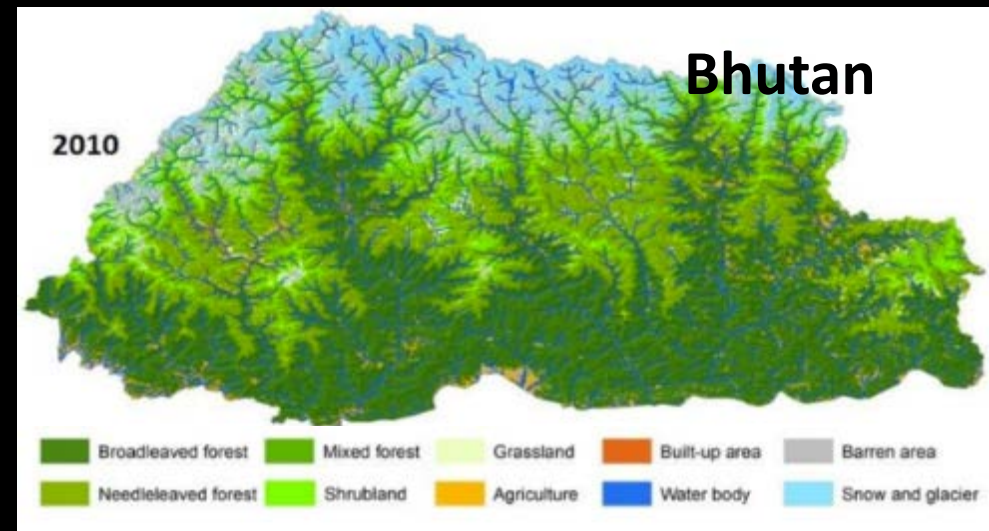 Bhutan
2010
Broadleaved forest Mixed forest Grassland Built-up area Barren area
Needleleaved forest Shrubland Agriculture Water body Snow and glacier